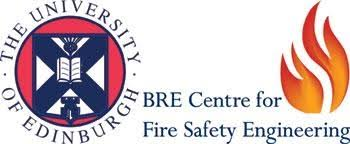 THE UNIVERSITY OF EDINBURGH
BRE Centre for
Fire Safety Engineering